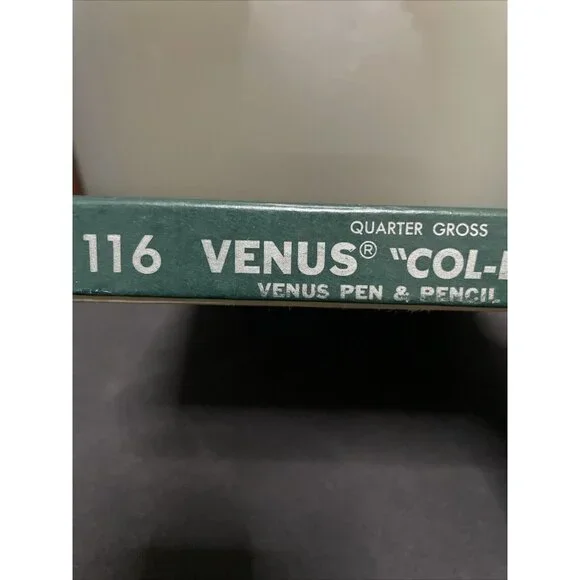 QUARTER GROSS
116 VENUS® "COL-
VENUS PEN & PENCIL